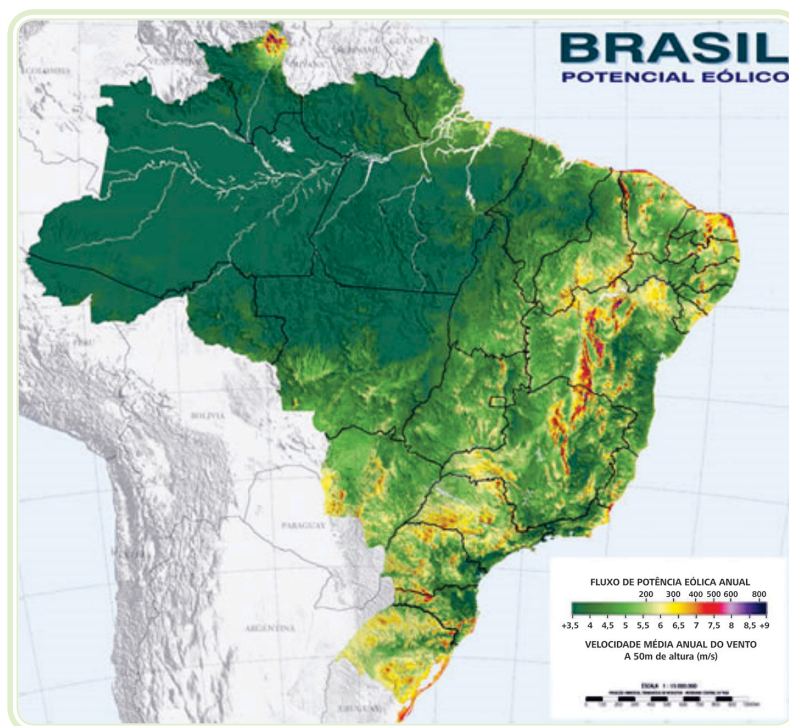 BRASIL
POTENCIAL EÓLICO
COLOMBIA
BOLIVIA
PARAGUAY
ARGENTINA
URUGUAY
FLUXO DE POTÊNCIA EÓLICA ANUAL
200 300 400 500 600 800
+3,5 4 4,5 5 5,5 6 6,5 7 7,5 8 8,5 +9
VELOCIDADE MÉDIA ANUAL DO VENTO
A 50m de altura (m/s)